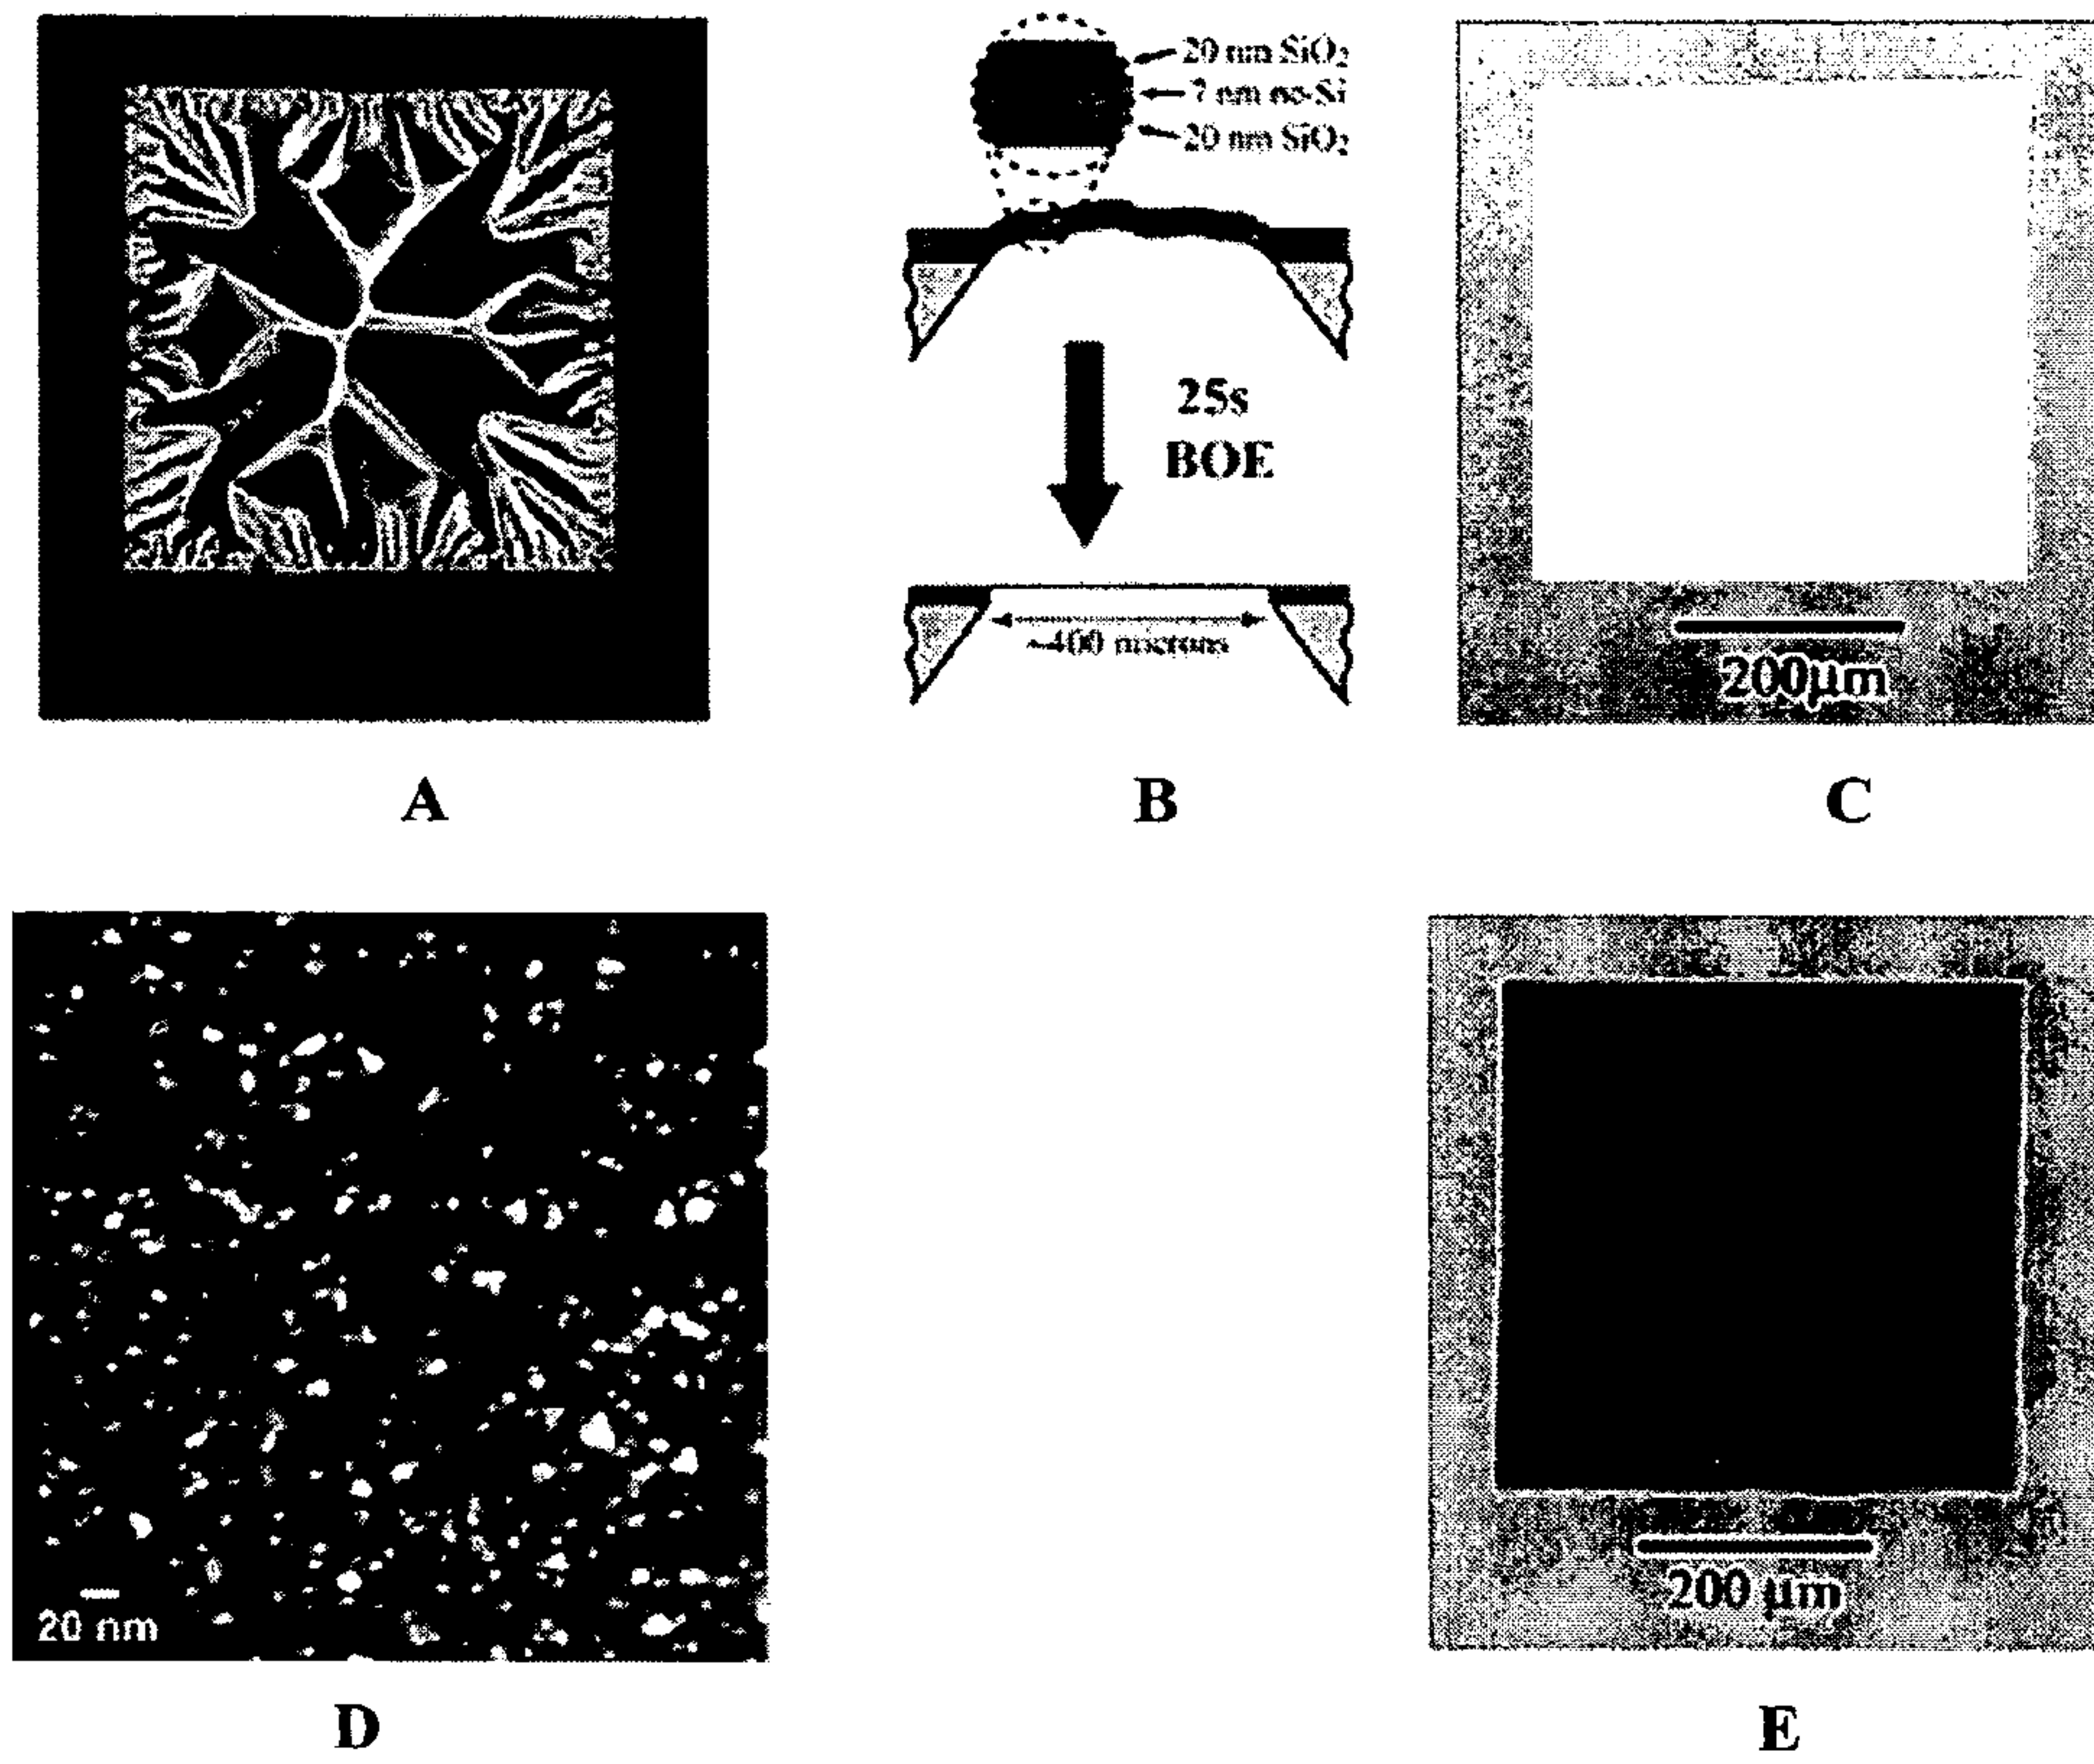 20 nm SiO₂
7 nm nc-Si
20 nm SiO₂
25s
BOE
~400 microns
200μm
A
B
C
20 nm
200 μm
D
E